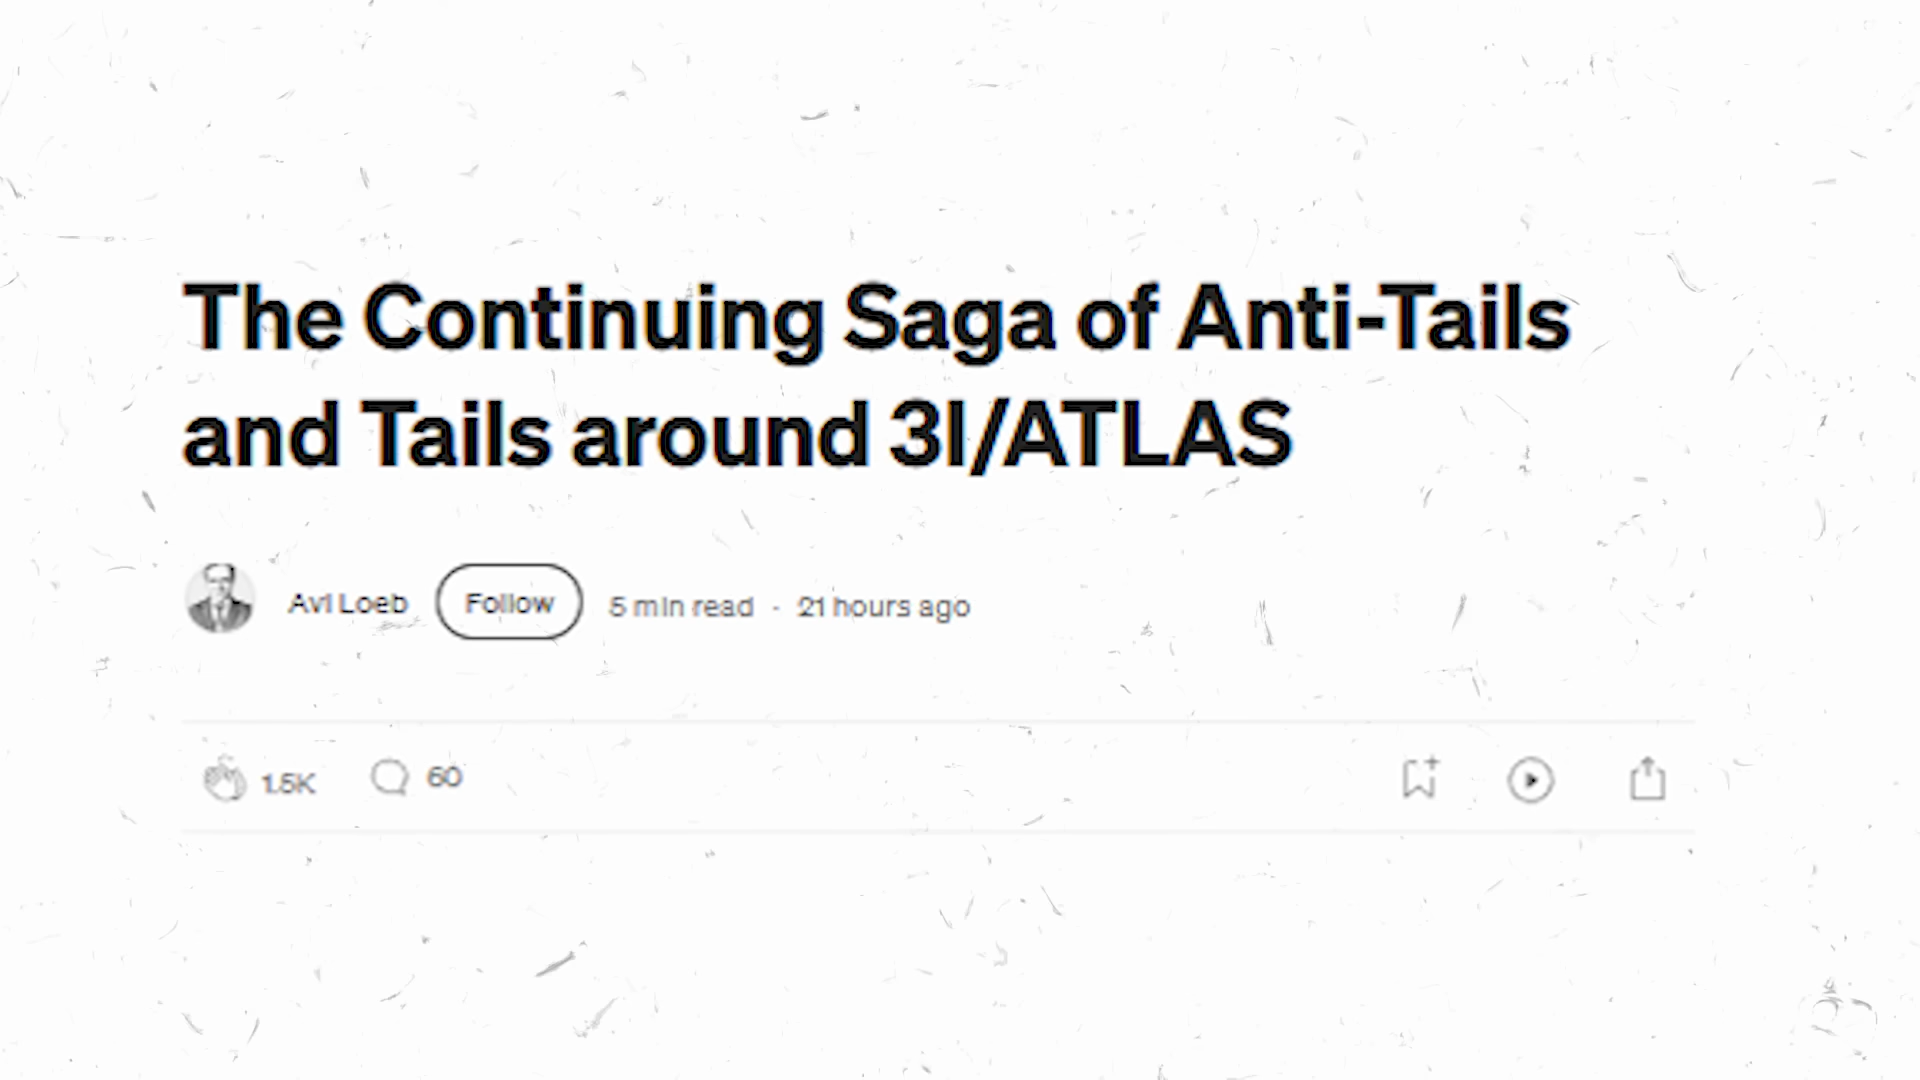 The Continuing Saga of Anti-Tails
and Tails around 3I/ATLAS
Avi Loeb Follow 5 min read · 21 hours ago
1.5K 60